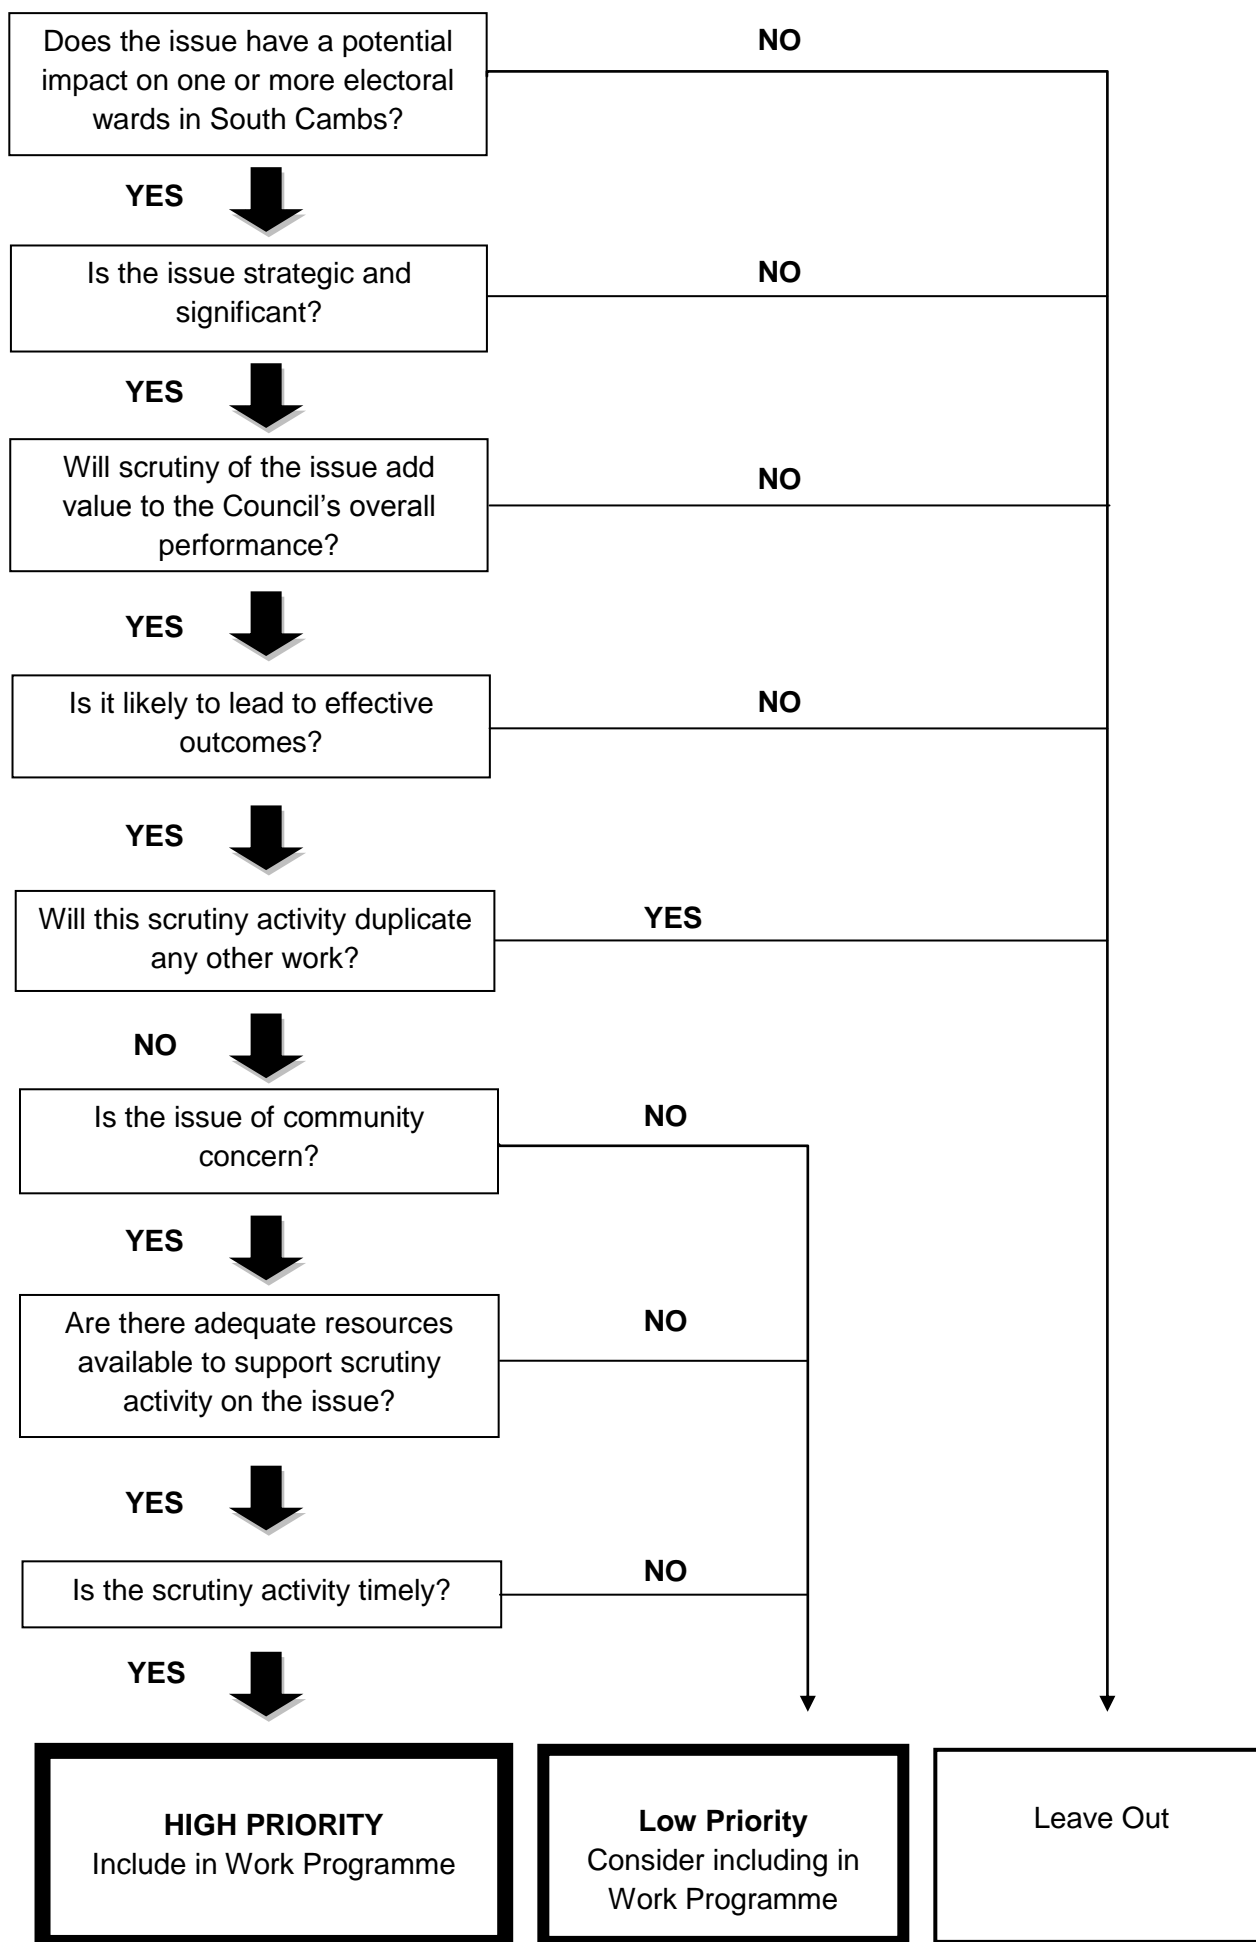 Does the issue have a potential
impact on one or more electoral
wards in South Cambs?
NO
YES
Is the issue strategic and
significant?
NO
YES
Will scrutiny of the issue add
value to the Council’s overall
performance?
NO
YES
Is it likely to lead to effective
outcomes?
NO
YES
Will this scrutiny activity duplicate
any other work?
YES
NO
Is the issue of community
concern?
NO
YES
Are there adequate resources
available to support scrutiny
activity on the issue?
NO
YES
Is the scrutiny activity timely?
NO
YES
HIGH PRIORITY
Include in Work Programme
Low Priority
Consider including in
Work Programme
Leave Out